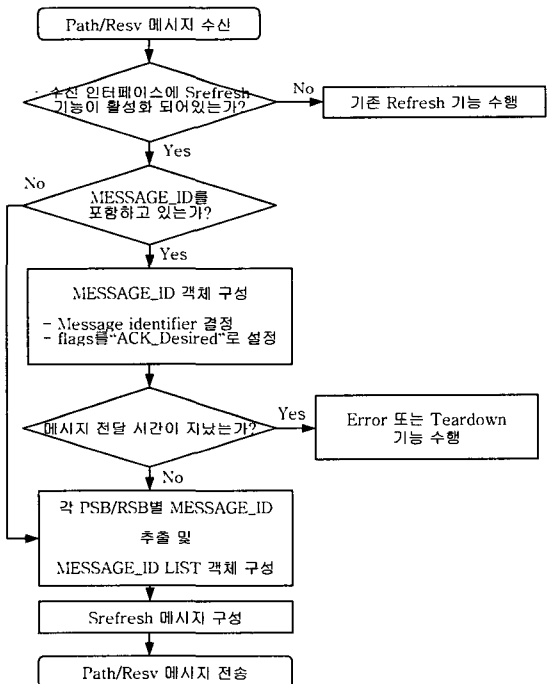 Path/Resv 메시지 수신
수신 인터페이스에 Srefresh
기능이 활성화 되어있는가?
No
기존 Refresh 기능 수행
Yes
No
MESSAGE_ID를
포함하고 있는가?
Yes
MESSAGE_ID 객체 구성
- Message identifier 결정
- flags를“ACK_Desired”로 설정
메시지 전달 시간이 지났는가?
Yes
Error 또는 Teardown
기능 수행
No
각 PSB/RSB별 MESSAGE_ID
추출 및
MESSAGE_ID LIST 객체 구성
Srefresh 메시지 구성
Path/Resv 메시지 전송